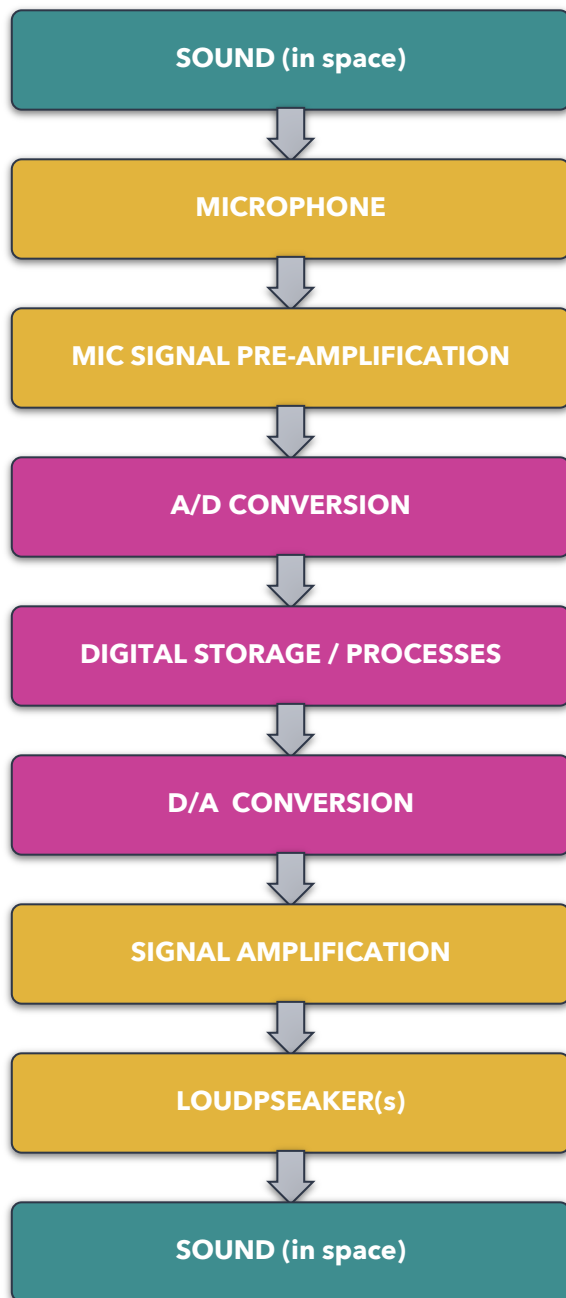 SOUND (in space)
MICROPHONE
MIC SIGNAL PRE-AMPLIFICATION
A/D CONVERSION
DIGITAL STORAGE / PROCESSES
D/A  CONVERSION
SIGNAL AMPLIFICATION
LOUDPSEAKER(s)
SOUND (in space)